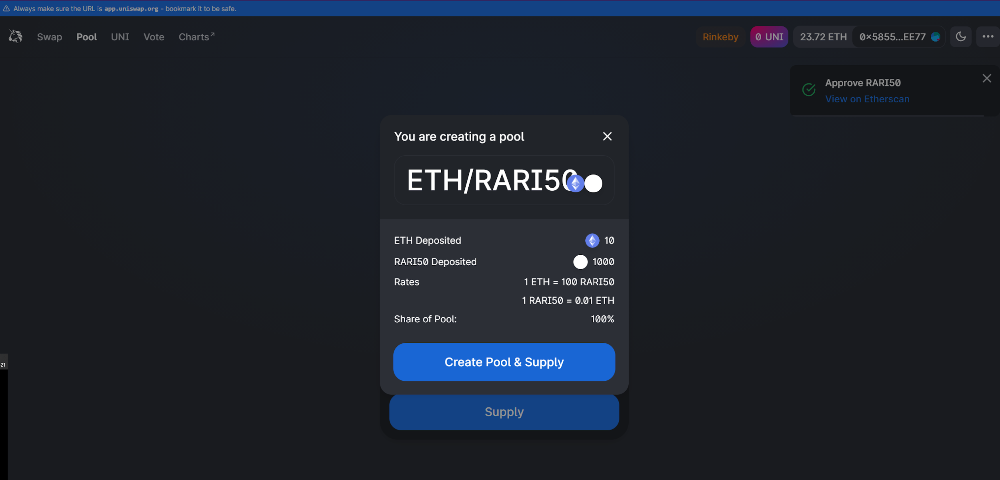 Always make sure the URL is app.uniswap.org - bookmark it to be safe.
Swap Pool UNI Vote Charts↗ Rinkeby 0 UNI 23.72 ETH 0×5855...EE77
Approve RARI50
View on Etherscan
You are creating a pool
ETH/RARI50
ETH Deposited 10
RARI50 Deposited 1000
Rates 1 ETH = 100 RARI50
1 RARI50 = 0.01 ETH
Share of Pool: 100%
Create Pool & Supply
-21
Supply